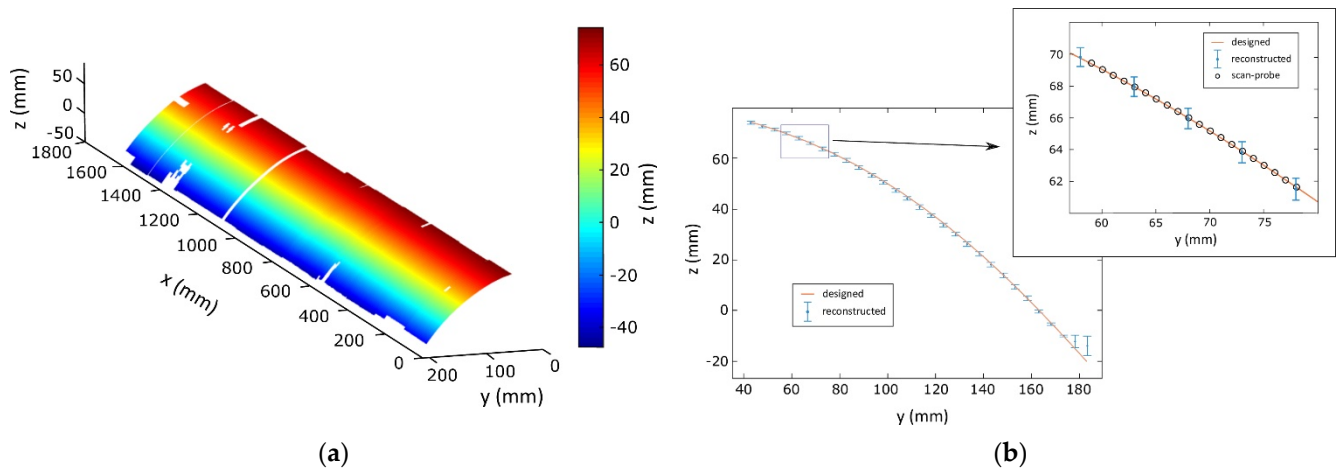 z (mm)
50
0
-50
1800
1600
1400
1200
1000
800
600
400
200
0
x (mm)
200
100
0
y (mm)
60
40
20
0
-20
-40
z (mm)
(a)
60
40
20
0
-20
z (mm)
40 60 80 100 120 140 160 180
y (mm)
designed
reconstructed
70
68
66
64
62
z (mm)
60 65 70 75
y (mm)
designed
reconstructed
scan-probe
(b)